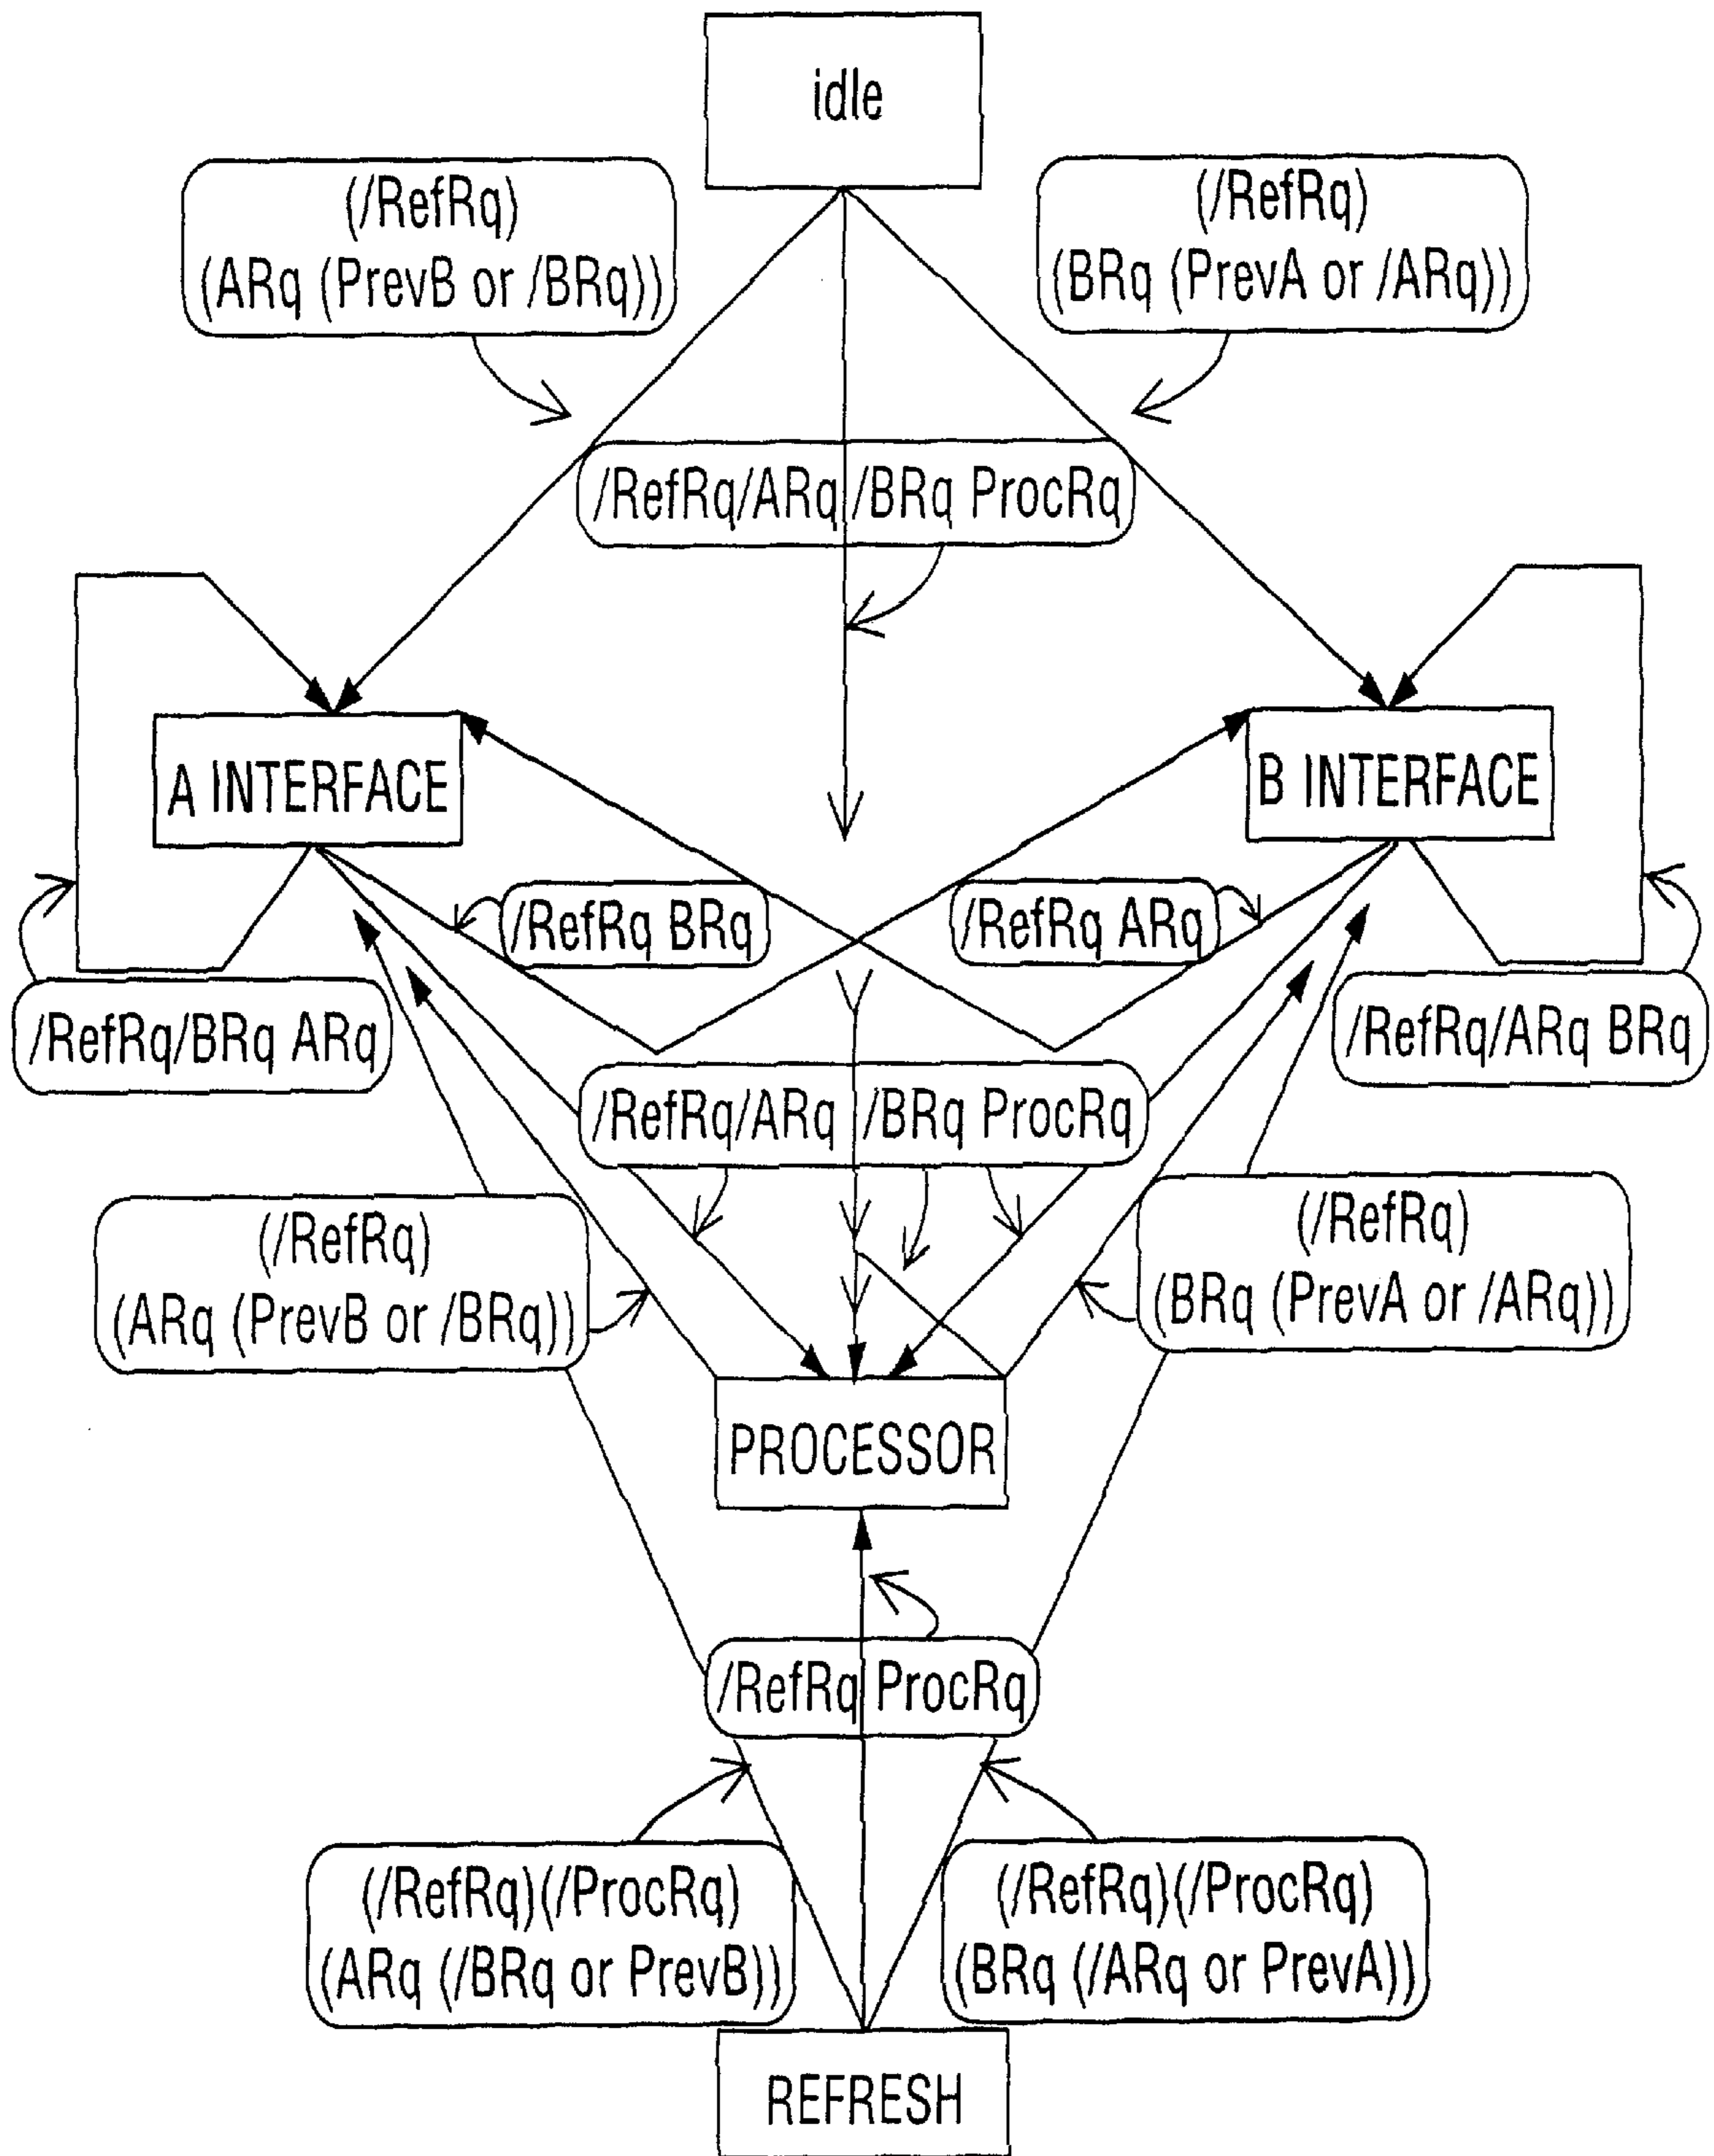 idle
(/RefRq)
(ARq (PrevB or /BRq))
(/RefRq)
(BRq (PrevA or /ARq))
/RefRq/ARq /BRq ProcRq
A INTERFACE
B INTERFACE
/RefRq BRq
/RefRq ARq
/RefRq/BRq ARq
/RefRq/ARq BRq
/RefRq/ARq /BRq ProcRq
(/RefRq)
(ARq (PrevB or /BRq))
(/RefRq)
(BRq (PrevA or /ARq))
PROCESSOR
/RefRq ProcRq
(/RefRq)(/ProcRq)
(ARq (/BRq or PrevB))
(/RefRq)(/ProcRq)
(BRq (/ARq or PrevA))
REFRESH